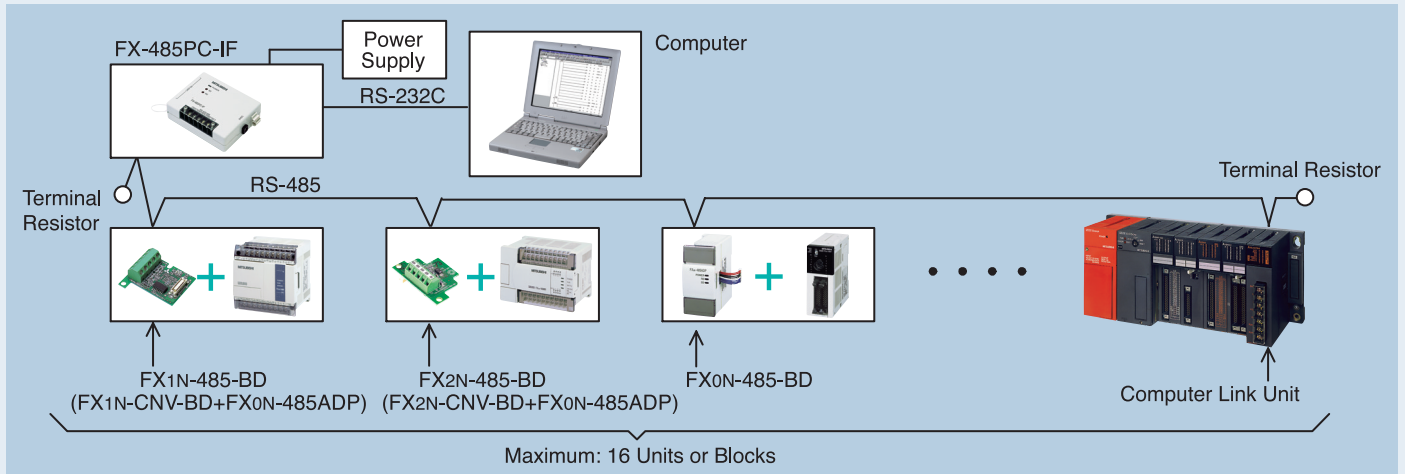 FX-485PC-IF
Power
Supply
Computer
RS-232C
Terminal
Resistor
RS-485
Terminal Resistor
FX1N-485-BD
(FX1N-CNV-BD+FX0N-485ADP)
FX2N-485-BD
(FX2N-CNV-BD+FX0N-485ADP)
FX0N-485-BD
Computer Link Unit
Maximum: 16 Units or Blocks